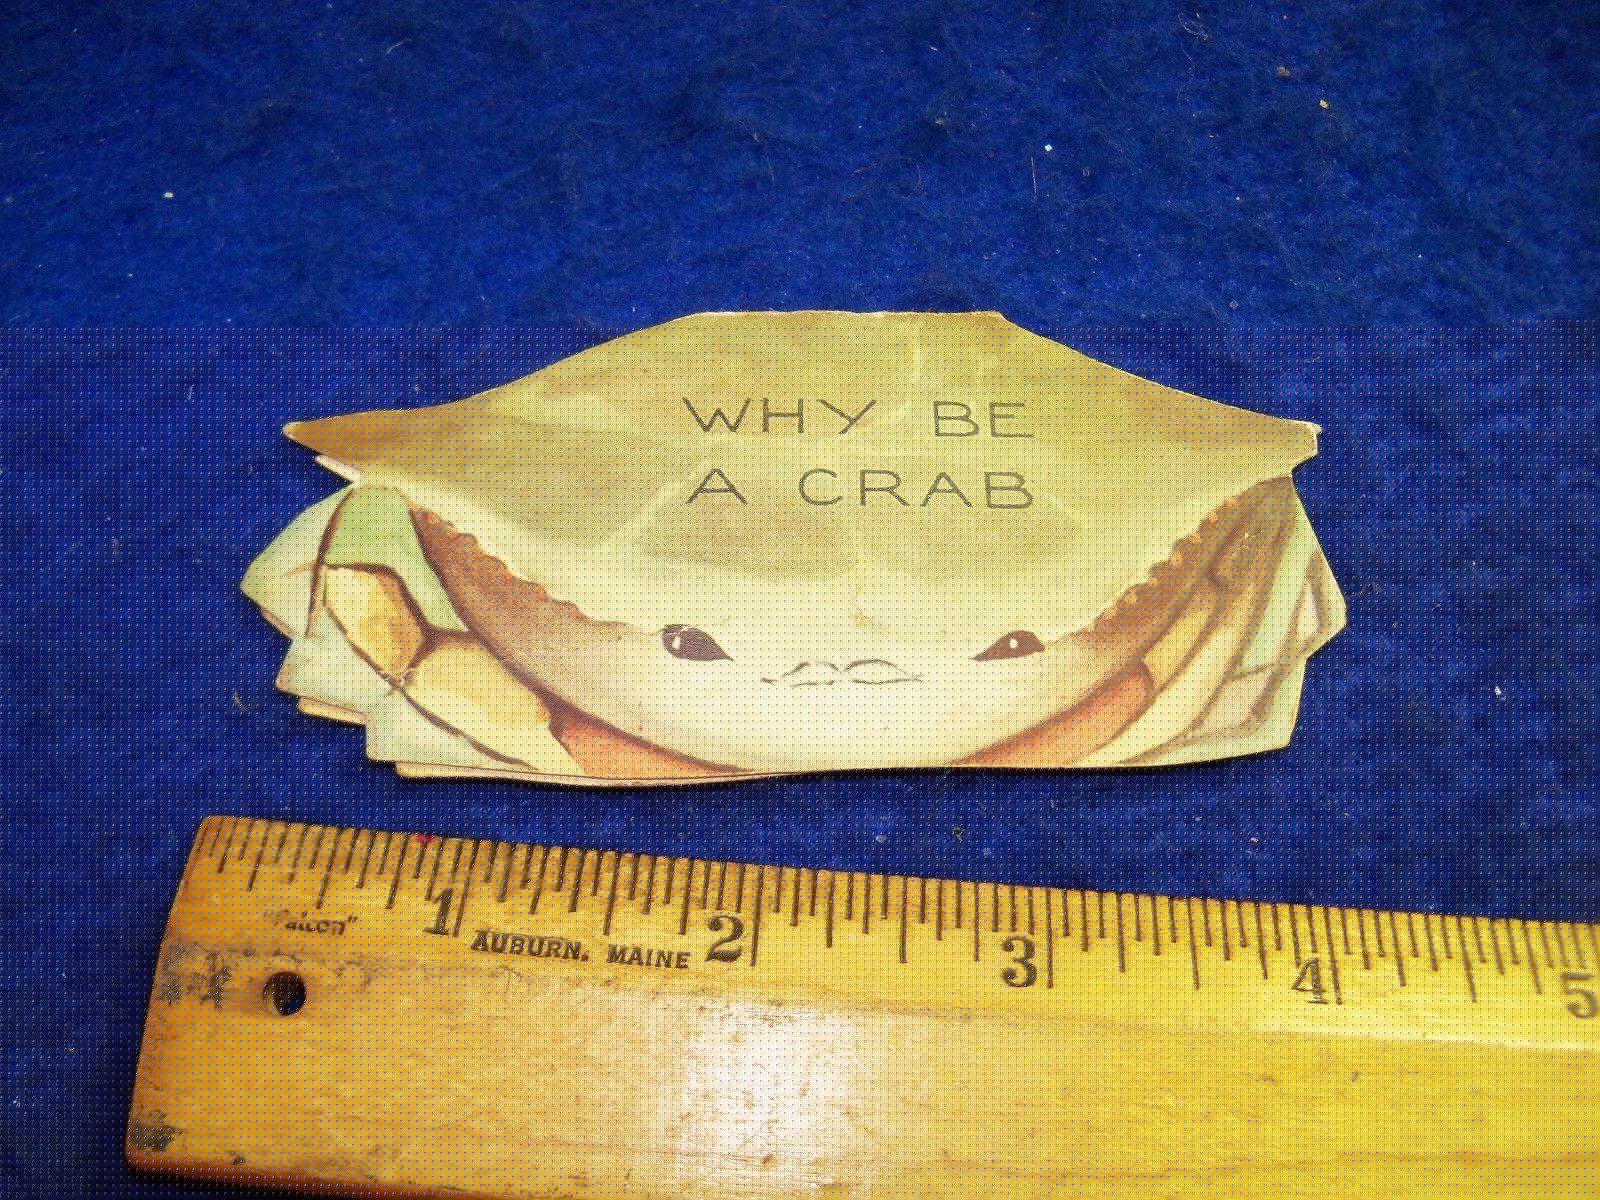 WHY BE
A CRAB
"Falcon"
AUBURN. MAINE
1 2 3 4 5